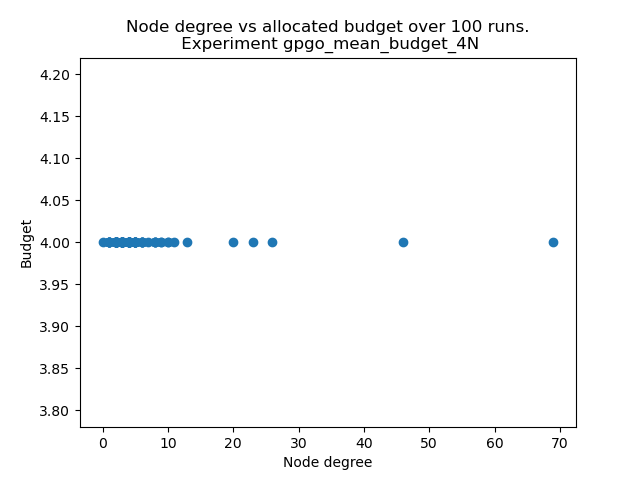 Node degree vs allocated budget over 100 runs.
Experiment gpgo_mean_budget_4N
4.20
4.15
4.10
4.05
4.00
3.95
3.90
3.85
3.80
Budget
0 10 20 30 40 50 60 70
Node degree